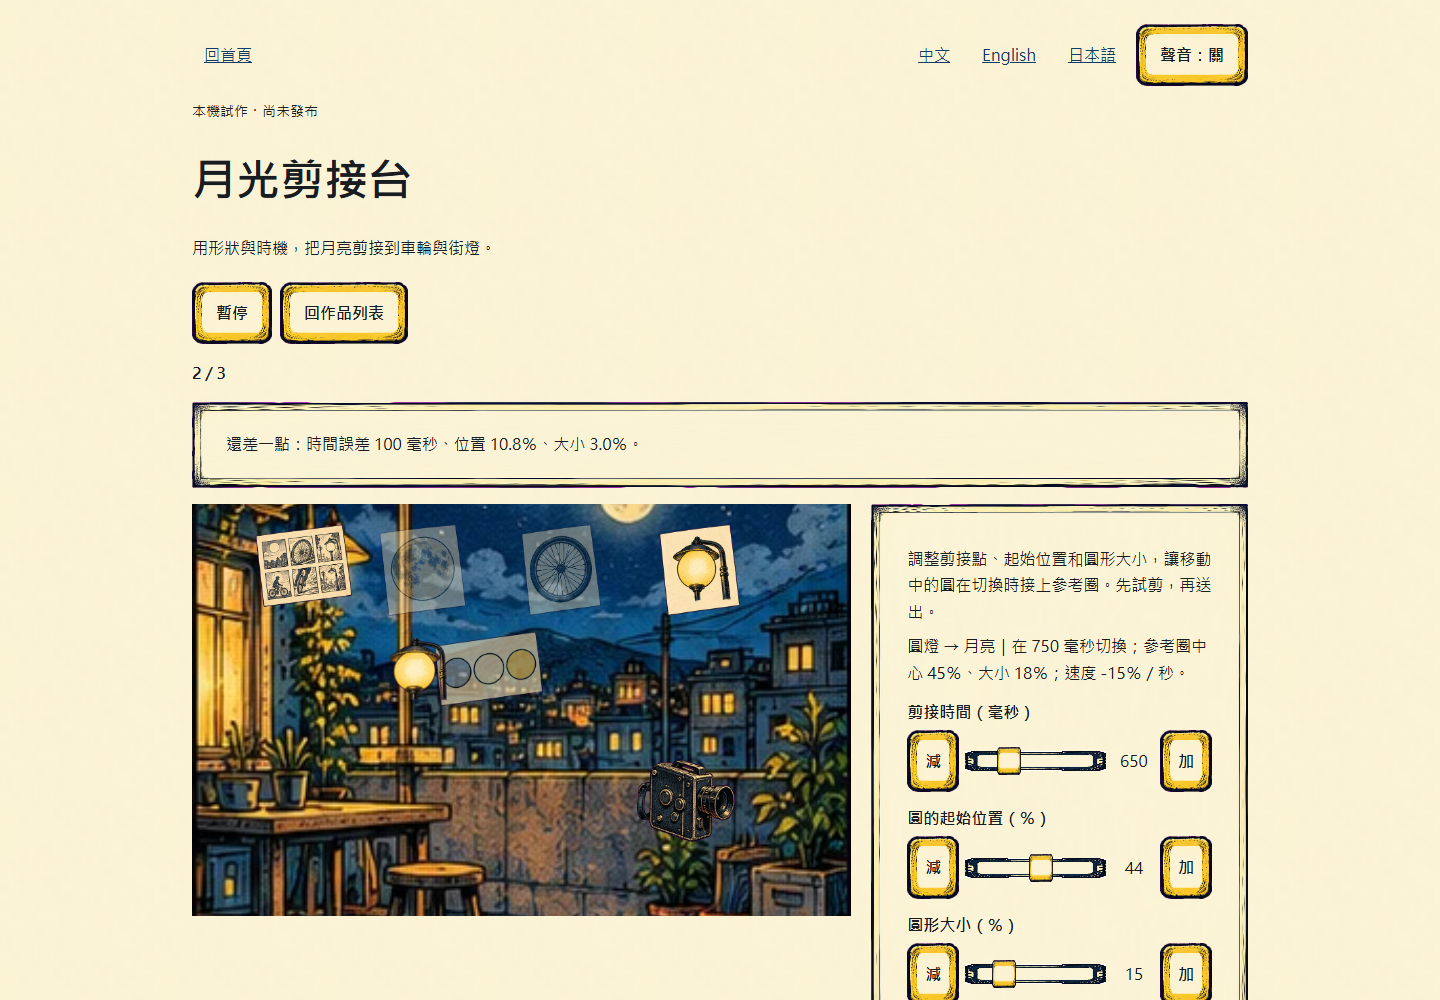 回首頁
中文 English 日本語 聲音：關
本機試作・尚未發布
月光剪接台
用形狀與時機，把月亮剪接到車輪與街燈。
暫停 回作品列表
2 / 3
還差一點：時間誤差 100 毫秒、位置 10.8%、大小 3.0%。
調整剪接點、起始位置和圓形大小，讓移動
中的圓在切換時接上參考圈。先試剪，再送
出。
圓燈 → 月亮 | 在 750 毫秒切換；參考圈中
心 45%、大小 18%；速度 -15% / 秒。
剪接時間（毫秒）
減 650 加
圓的起始位置（%）
減 44 加
圓形大小（%）
減 15 加